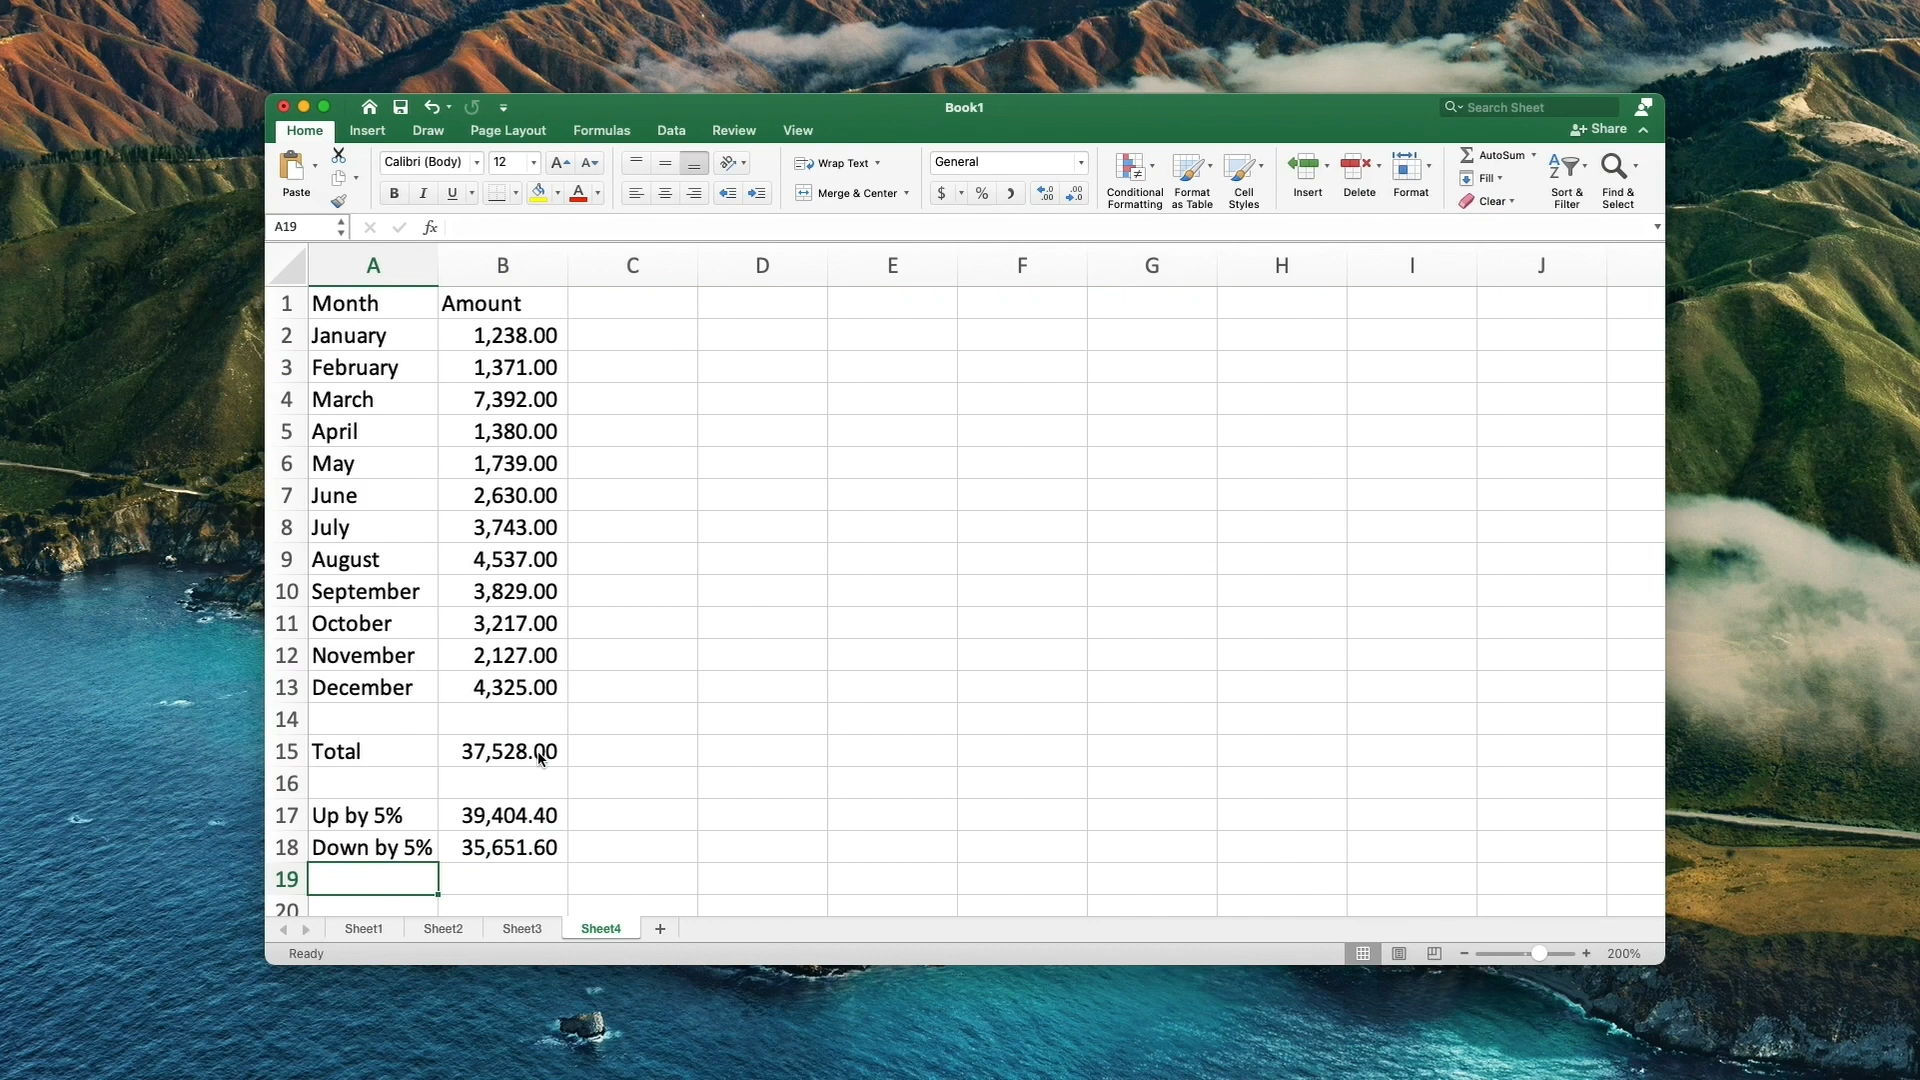 Book1
Search Sheet
Home Insert Draw Page Layout Formulas Data Review View
Share
Paste
Calibri (Body) 12
A A
B I U A
Wrap Text
Merge & Center
General
$ %
Conditional Formatting
Format as Table
Cell Styles
Insert
Delete
Format
AutoSum
Fill
Clear
Sort & Filter
Find & Select
A19 fx
A B C D E F G H I J
1 Month Amount
2 January 1,238.00
3 February 1,371.00
4 March 7,392.00
5 April 1,380.00
6 May 1,739.00
7 June 2,630.00
8 July 3,743.00
9 August 4,537.00
10 September 3,829.00
11 October 3,217.00
12 November 2,127.00
13 December 4,325.00
14
15 Total 37,528.00
16
17 Up by 5% 39,404.40
18 Down by 5% 35,651.60
19
20
Sheet1 Sheet2 Sheet3 Sheet4 +
Ready
200%